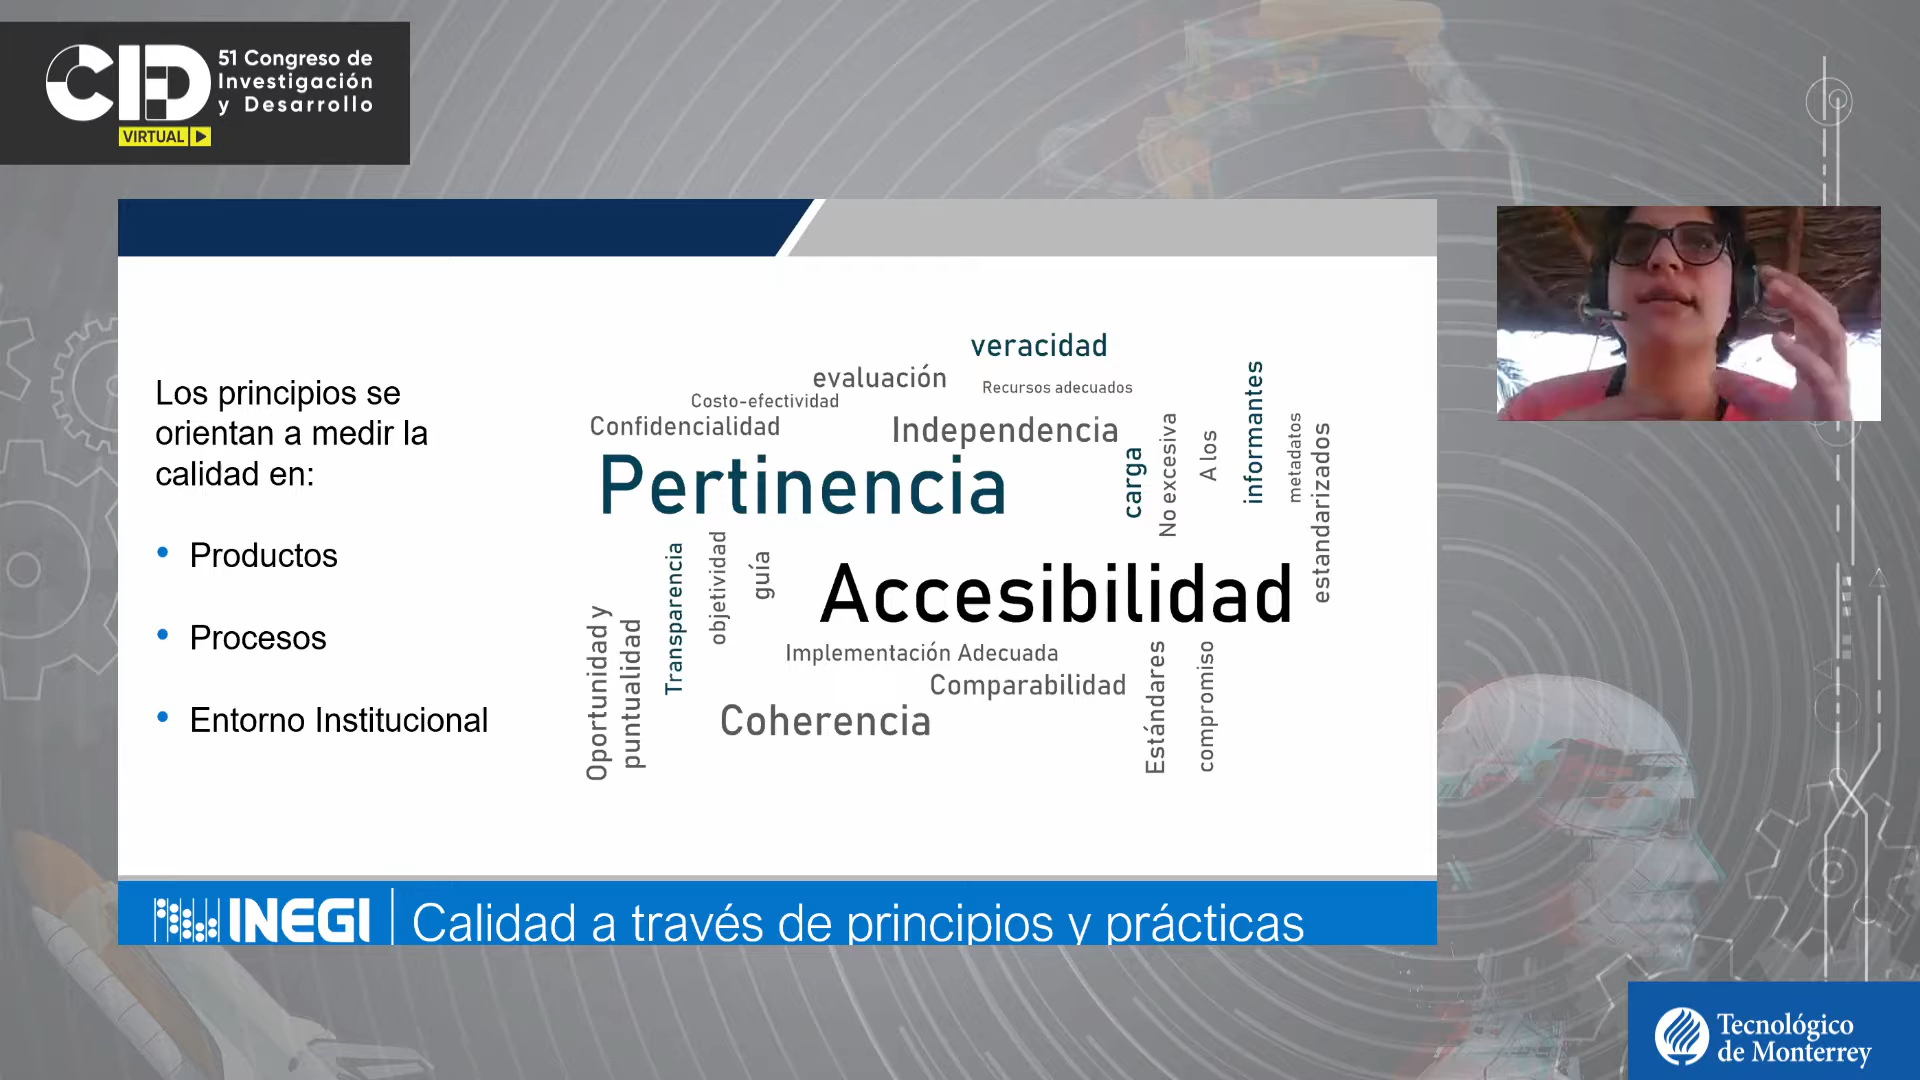 CID
51 Congreso de
Investigación
y Desarrollo
VIRTUAL
Los principios se
orientan a medir la
calidad en:
• Productos
• Procesos
• Entorno Institucional
veracidad
evaluación
Recursos adecuados
Costo-efectividad
Confidencialidad
Independencia
Pertinencia
carga
No excesiva
A los
informantes
metadatos
estandarizados
Oportunidad y
puntualidad
Transparencia
objetividad
guía
Accesibilidad
Implementación Adecuada
Comparabilidad
Coherencia
Estándares
compromiso
INEGI
Calidad a través de principios y prácticas
Tecnológico
de Monterrey